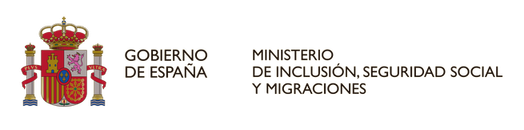 GOBIERNO
DE ESPAÑA
MINISTERIO
DE INCLUSIÓN, SEGURIDAD SOCIAL
Y MIGRACIONES